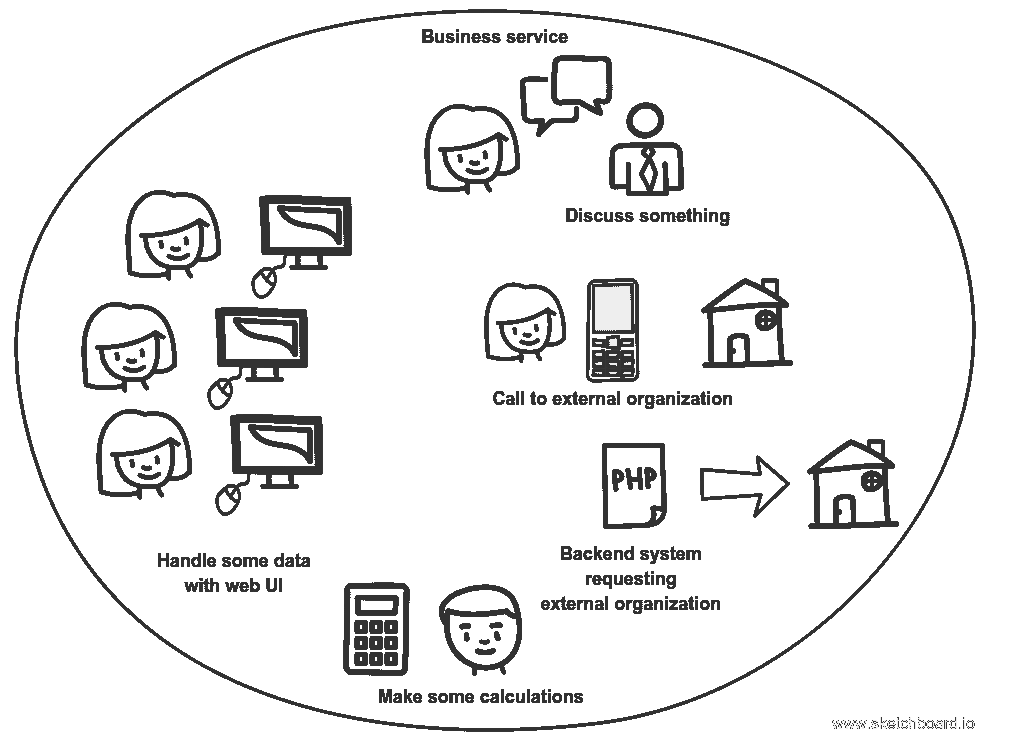 Business service
Discuss something
Call to external organization
PHP
Backend system
requesting
external organization
Handle some data
with web UI
Make some calculations
www.sketchboard.io